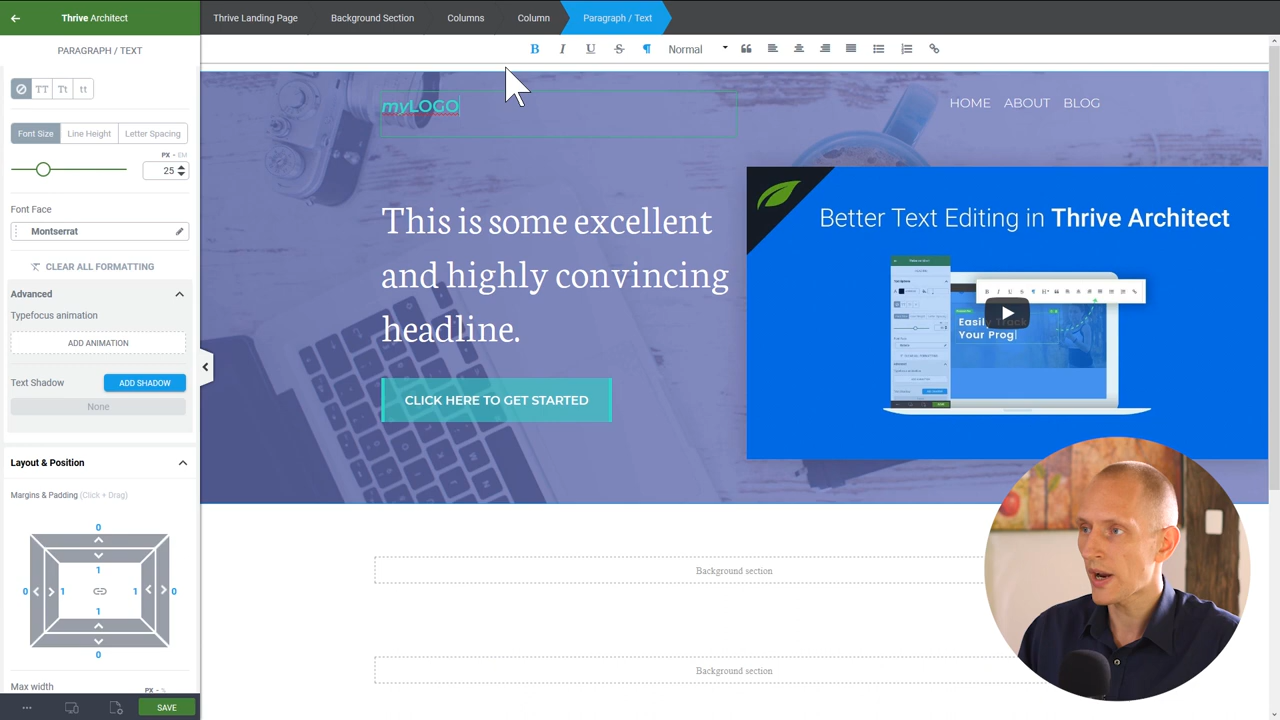 Thrive Architect
Thrive Landing Page
Background Section
Columns
Column
Paragraph / Text
PARAGRAPH / TEXT
B I U S ¶ Normal
TT Tt tt
Font Size
Line Height
Letter Spacing
PX - EM
25
Font Face
Montserrat
CLEAR ALL FORMATTING
Advanced
Typefocus animation
ADD ANIMATION
Text Shadow
ADD SHADOW
None
Layout & Position
Margins & Padding (Click + Drag)
0
1
0 1 1 0
1
0
Max width
PX - %
SAVE
myLOGO
HOME ABOUT BLOG
This is some excellent
and highly convincing
headline.
CLICK HERE TO GET STARTED
Better Text Editing in Thrive Architect
Easily Track
Your Prog
Background section
Background section